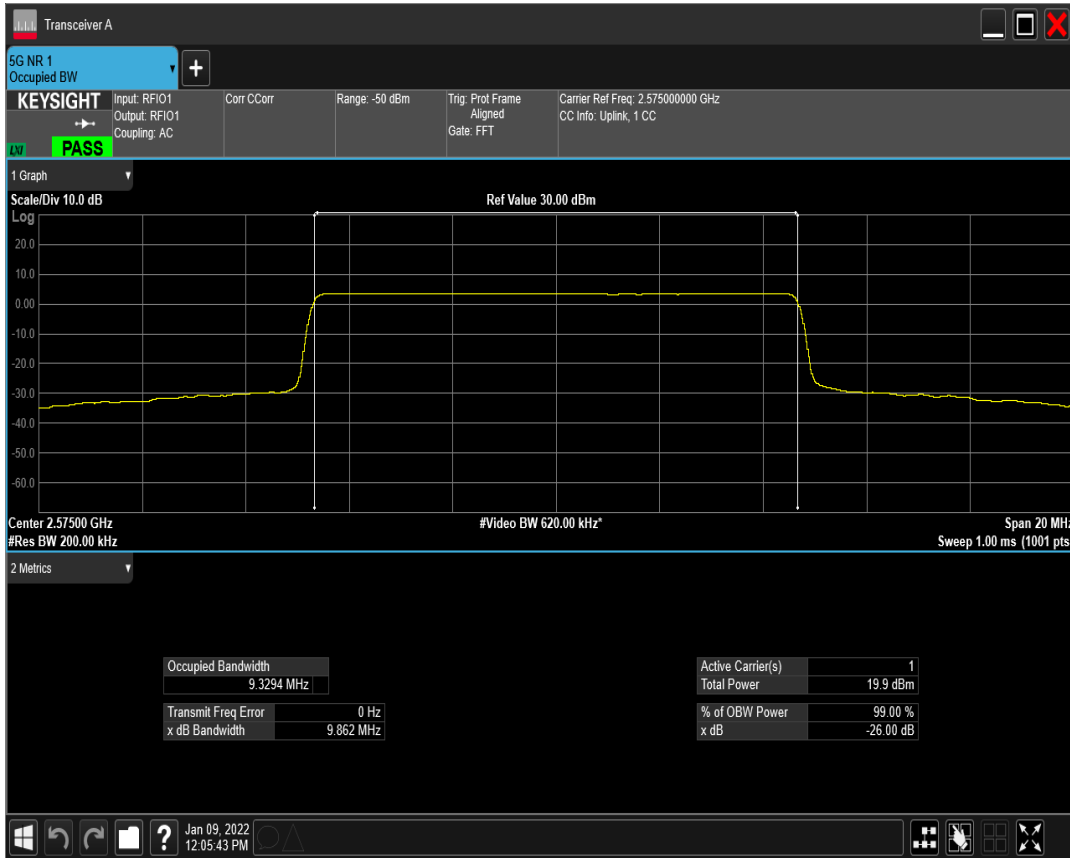 Transceiver A
5G NR 1
Occupied BW
+
KEYSIGHT
LXI
PASS
Input: RFIO1
Output: RFIO1
Coupling: AC
Corr CCorr
Range: -50 dBm
Trig: Prot Frame
Aligned
Gate: FFT
Carrier Ref Freq: 2.575000000 GHz
CC Info: Uplink, 1 CC
1 Graph
Scale/Div 10.0 dB
Ref Value 30.00 dBm
Log
20.0
10.0
0.00
-10.0
-20.0
-30.0
-40.0
-50.0
-60.0
Center 2.57500 GHz
#Video BW 620.00 kHz*
Span 20 MHz
#Res BW 200.00 kHz
Sweep 1.00 ms (1001 pts
2 Metrics
Occupied Bandwidth
9.3294 MHz
Transmit Freq Error 0 Hz
x dB Bandwidth 9.862 MHz
Active Carrier(s) 1
Total Power 19.9 dBm
% of OBW Power 99.00 %
x dB -26.00 dB
?
Jan 09, 2022
12:05:43 PM